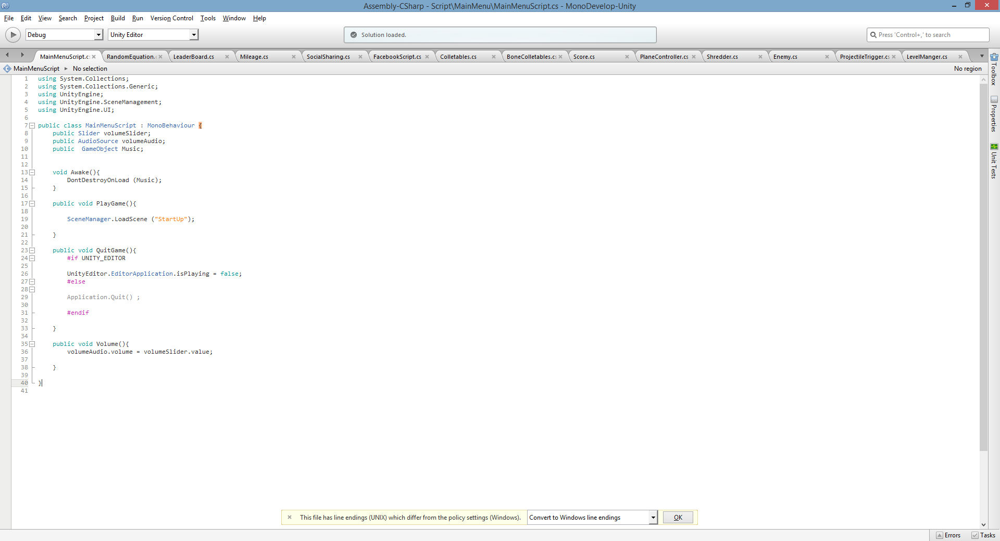 Assembly-CSharp - Script\MainMenu\MainMenuScript.cs - MonoDevelop-Unity
File Edit View Search Project Build Run Version Control Tools Window Help
Debug Unity Editor Solution loaded. Press 'Control+,' to search
MainMenuScript.cs RandomEquation. LeaderBoard.cs Mileage.cs SocialSharing.cs FacebookScript.cs Colletables.cs BoneColletables.cs Score.cs PlaneController.cs Shredder.cs Enemy.cs ProjectileTrigger.cs LevelManger.cs
MainMenuScript No selection No region
1 using System.Collections;
2 using System.Collections.Generic;
3 using UnityEngine;
4 using UnityEngine.SceneManagement;
5 using UnityEngine.UI;
6
7 public class MainMenuScript : MonoBehaviour {
8 public Slider volumeSlider;
9 public AudioSource volumeAudio;
10 public  GameObject Music;
11
12
13 void Awake(){
14 DontDestroyOnLoad (Music);
15 }
16
17 public void PlayGame(){
18
19 SceneManager.LoadScene ("StartUp");
20
21 }
22
23 public void QuitGame(){
24 #if UNITY_EDITOR
25
26 UnityEditor.EditorApplication.isPlaying = false;
27 #else
28
29 Application.Quit() ;
30
31 #endif
32
33 }
34
35 public void Volume(){
36 volumeAudio.volume = volumeSlider.value;
37
38 }
39
40 }
41
Toolbox
Properties
Unit Tests
This file has line endings (UNIX) which differ from the policy settings (Windows). Convert to Windows line endings OK
Errors Tasks